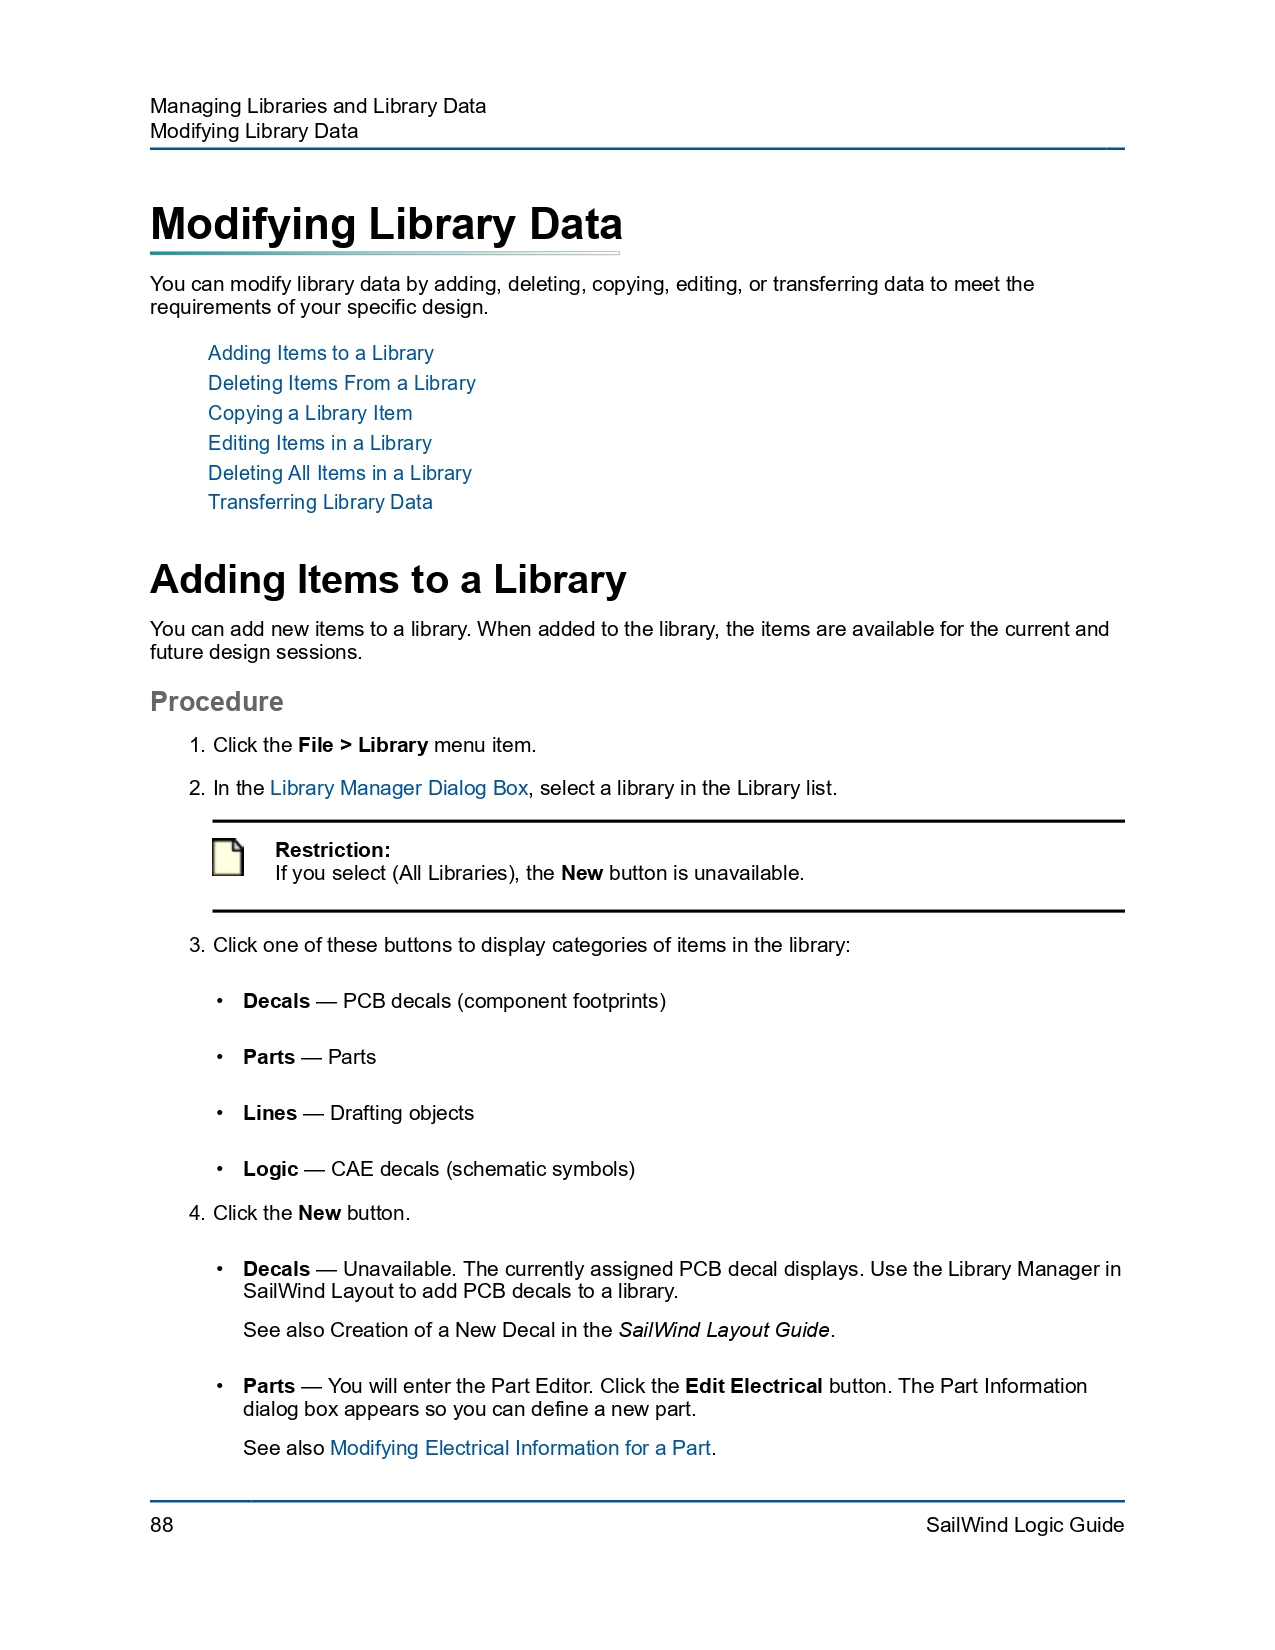 Managing Libraries and Library Data
Modifying Library Data
Modifying Library Data
You can modify library data by adding, deleting, copying, editing, or transferring data to meet the
requirements of your specific design.
Adding Items to a Library
Deleting Items From a Library
Copying a Library Item
Editing Items in a Library
Deleting All Items in a Library
Transferring Library Data
Adding Items to a Library
You can add new items to a library. When added to the library, the items are available for the current and
future design sessions.
Procedure
1. Click the File > Library menu item.
2. In the Library Manager Dialog Box, select a library in the Library list.
Restriction:
If you select (All Libraries), the New button is unavailable.
3. Click one of these buttons to display categories of items in the library:
• Decals — PCB decals (component footprints)
• Parts — Parts
• Lines — Drafting objects
• Logic — CAE decals (schematic symbols)
4. Click the New button.
• Decals — Unavailable. The currently assigned PCB decal displays. Use the Library Manager in
SailWind Layout to add PCB decals to a library.
See also Creation of a New Decal in the SailWind Layout Guide.
• Parts — You will enter the Part Editor. Click the Edit Electrical button. The Part Information
dialog box appears so you can define a new part.
See also Modifying Electrical Information for a Part.
88
SailWind Logic Guide